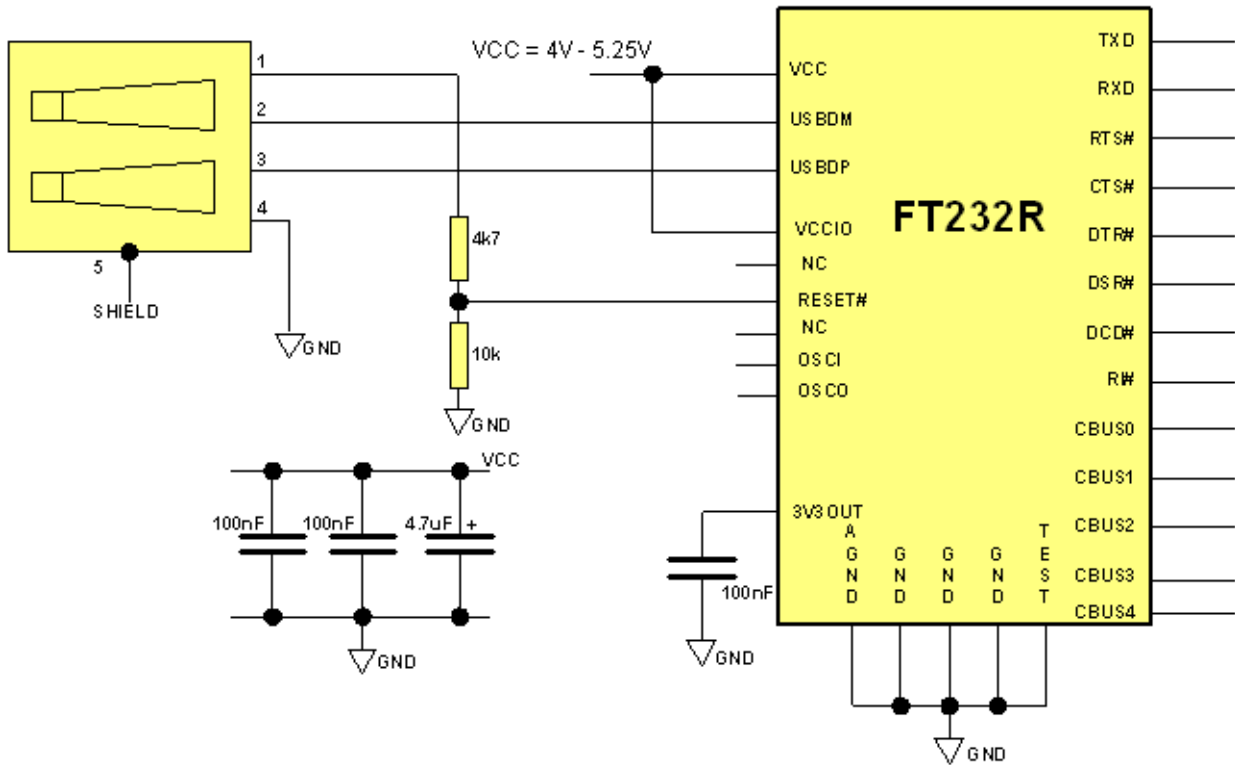 VCC = 4V - 5.25V
1
2
3
4
5
SHIELD
GND
4k7
10k
GND
VCC
100nF
100nF
4.7uF +
GND
100nF
GND
FT232R
VCC
USBDM
USBDP
VCCIO
NC
RESET#
NC
OSCI
OSCO
3V3OUT
AGND
GND
GND
GND
TEST
GND
TXD
RXD
RTS#
CTS#
DTR#
DSR#
DCD#
RI#
CBUS0
CBUS1
CBUS2
CBUS3
CBUS4